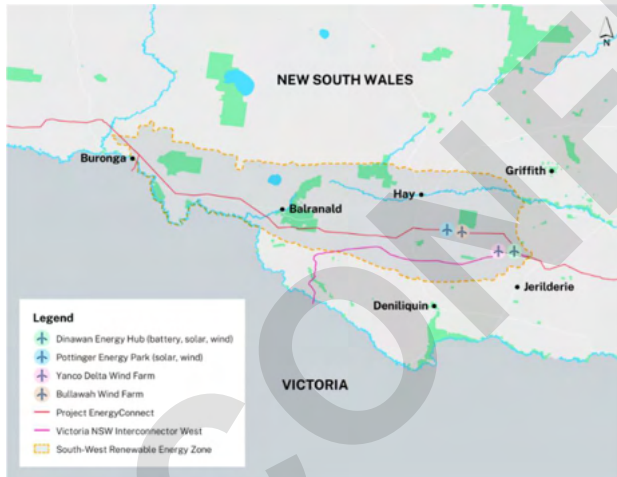 N
NEW SOUTH WALES
Buronga
Griffith
Hay
Balranald
Jerilderie
Deniliquin
VICTORIA
Legend
Dinawan Energy Hub (battery, solar, wind)
Pottinger Energy Park (solar, wind)
Yanco Delta Wind Farm
Bullawah Wind Farm
Project EnergyConnect
Victoria NSW Interconnector West
South-West Renewable Energy Zone